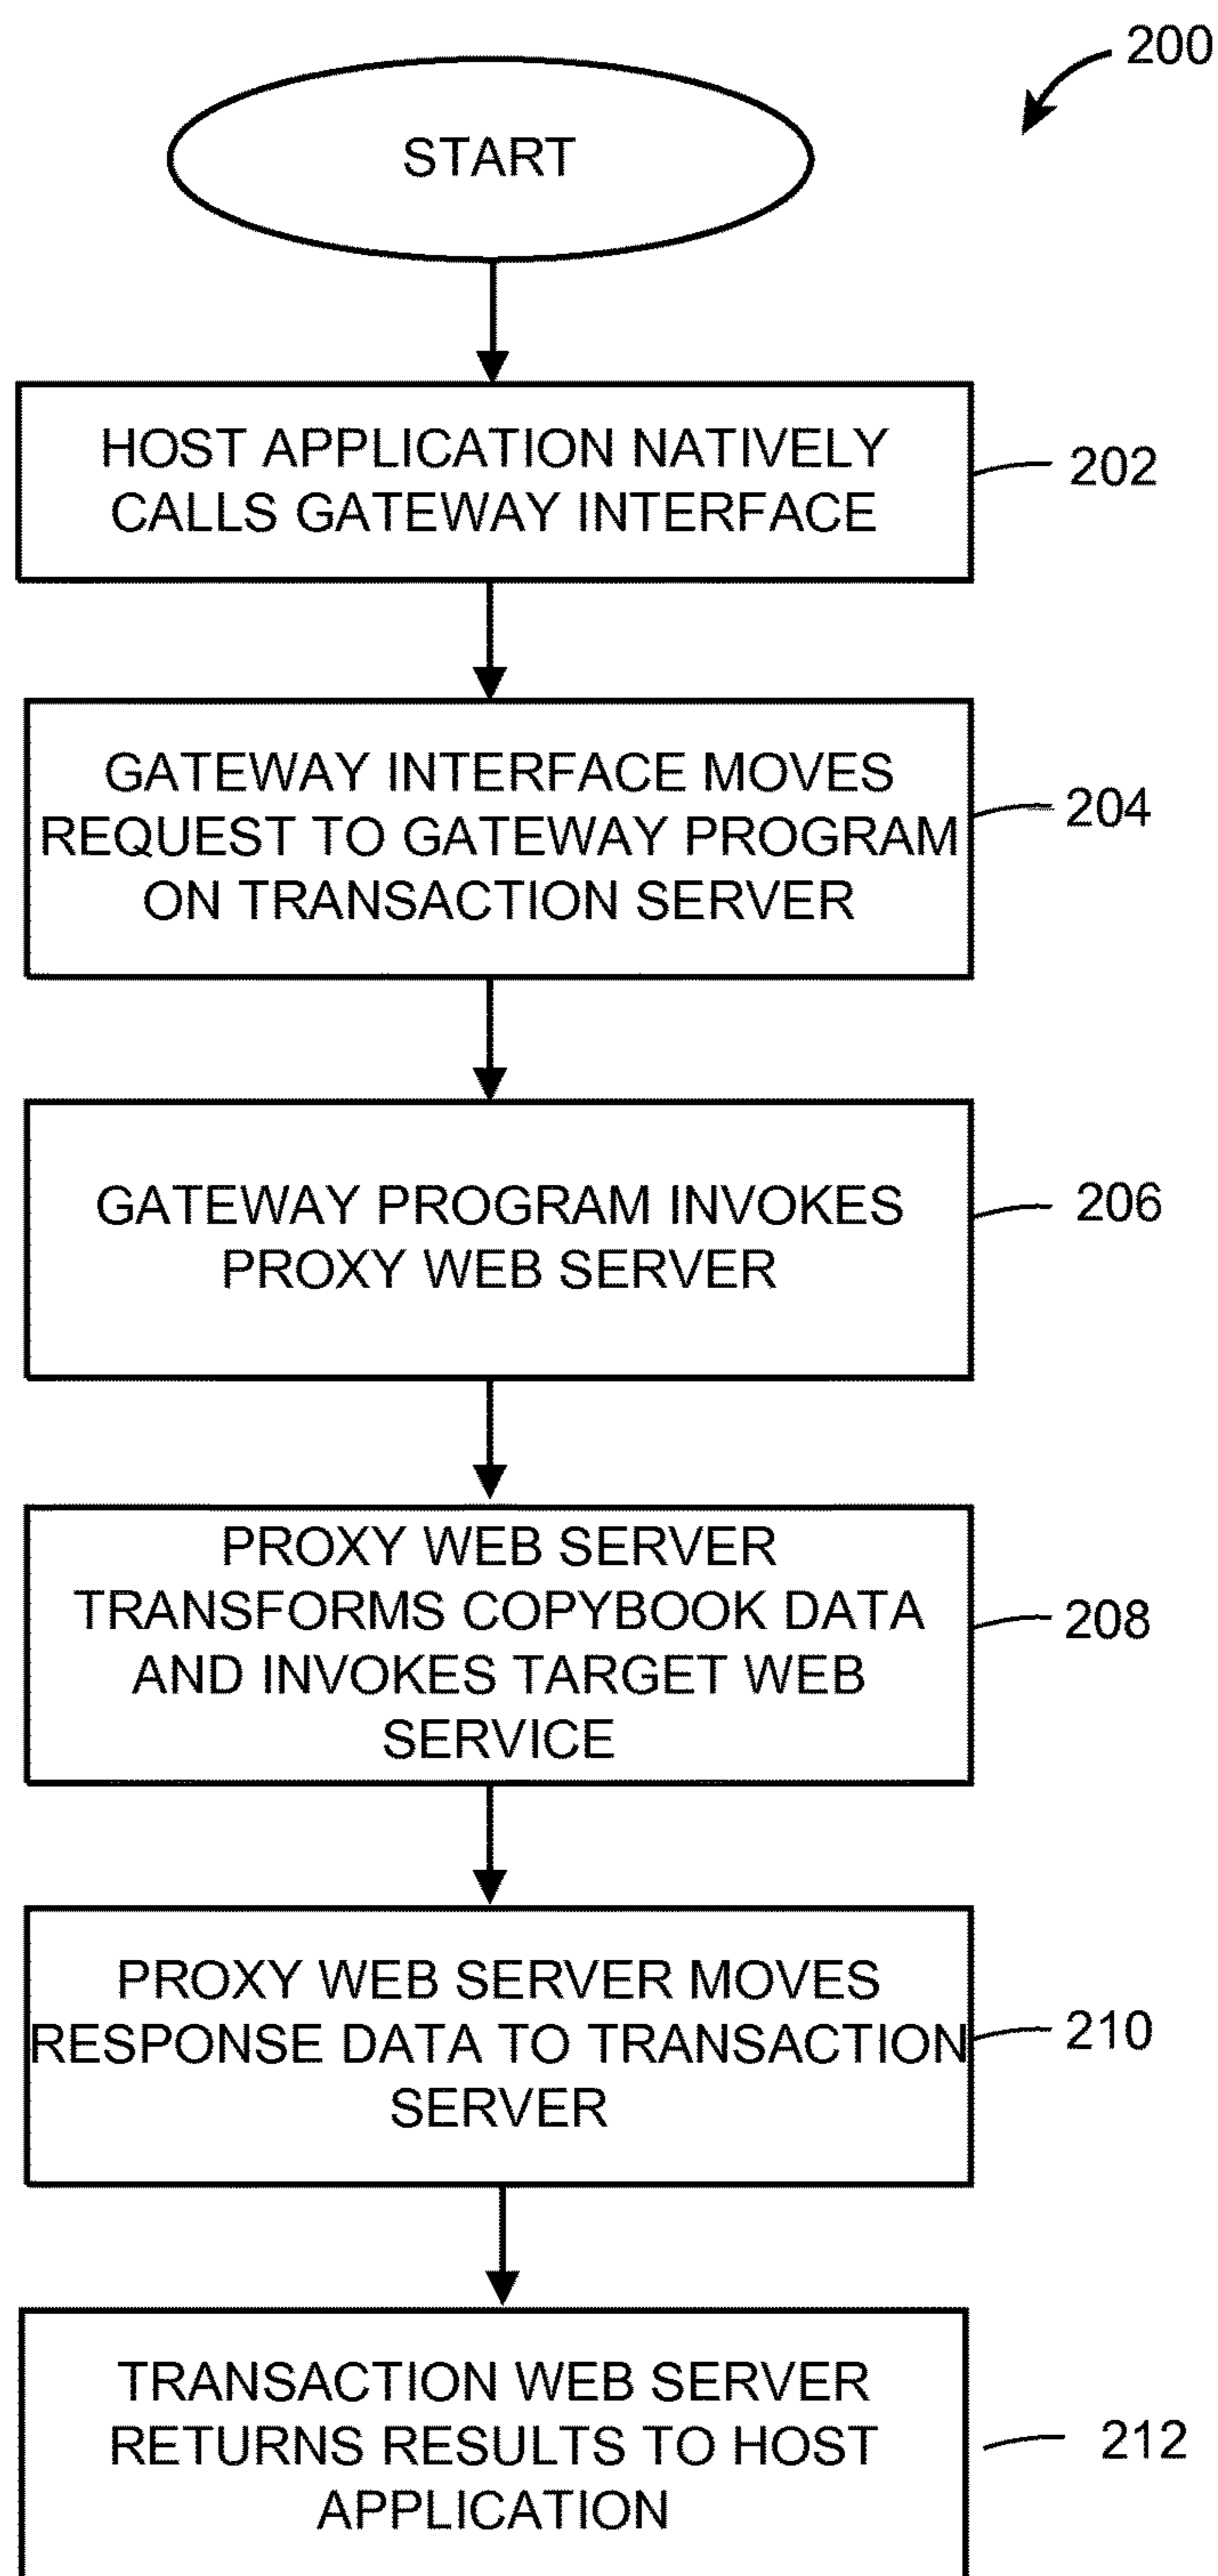 200
START
HOST APPLICATION NATIVELY
CALLS GATEWAY INTERFACE
202
GATEWAY INTERFACE MOVES
REQUEST TO GATEWAY PROGRAM
ON TRANSACTION SERVER
204
GATEWAY PROGRAM INVOKES
PROXY WEB SERVER
206
PROXY WEB SERVER
TRANSFORMS COPYBOOK DATA
AND INVOKES TARGET WEB
SERVICE
208
PROXY WEB SERVER MOVES
RESPONSE DATA TO TRANSACTION
SERVER
210
TRANSACTION WEB SERVER
RETURNS RESULTS TO HOST
APPLICATION
212